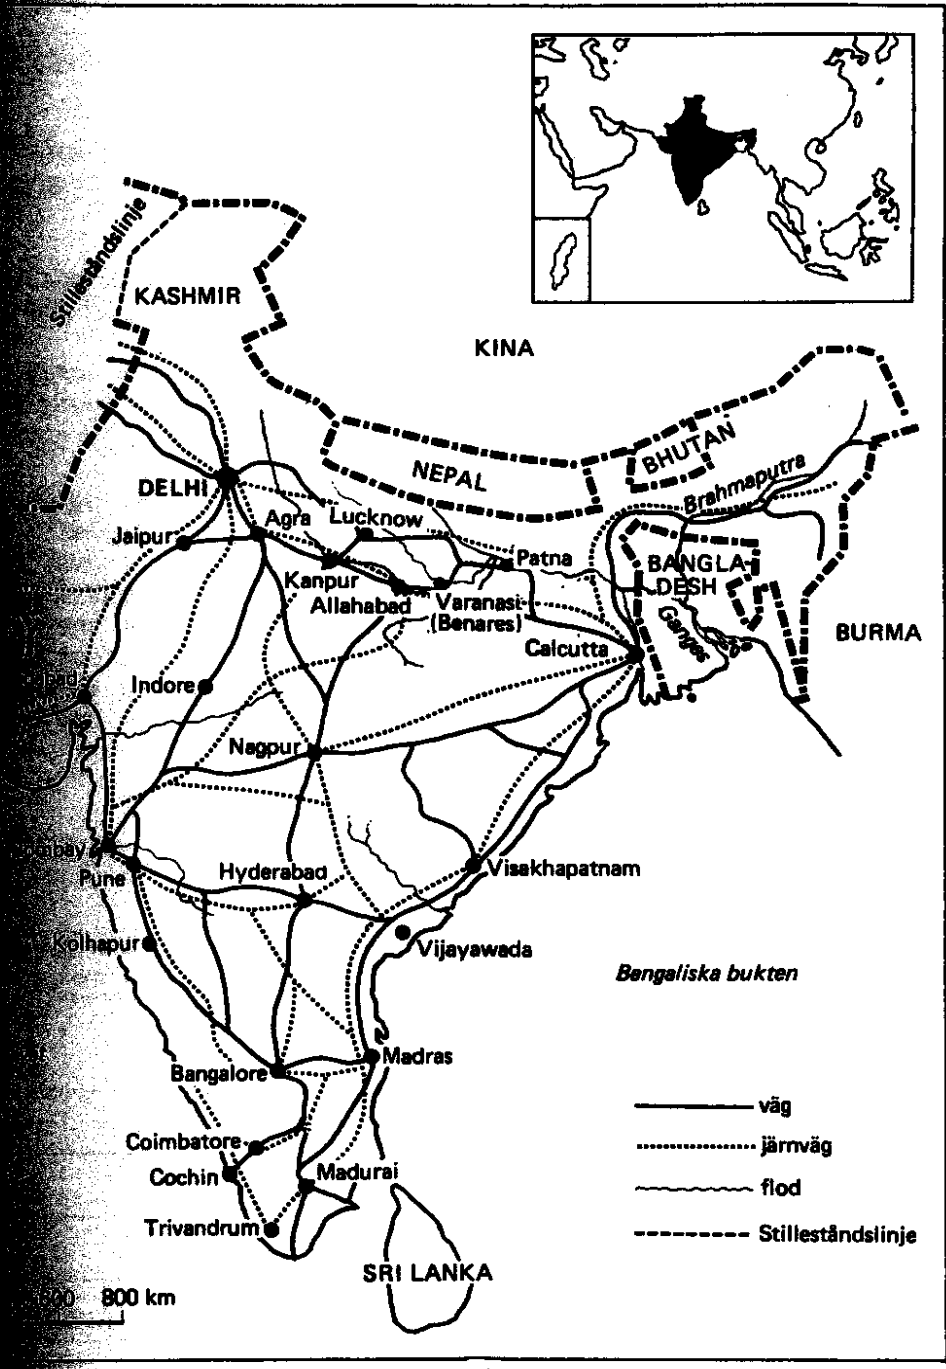 Stilleståndslinje
KASHMIR
KINA
NEPAL
BHUTAN
Brahmaputra
DELHI
Agra
Lucknow
Jaipur
Patna
BANGLA
DESH
Kanpur
Allahabad
Varanasi
(Benares)
Ganges
BURMA
Calcutta
Indore
Nagpur
Pune
Hyderabad
Visakhapatnam
Kolhapur
Vijayawada
Bengaliska bukten
Madras
Bangalore
väg
järnväg
flod
Stilleståndslinje
Coimbatore
Cochin
Madurai
Trivandrum
SRI LANKA
800 km